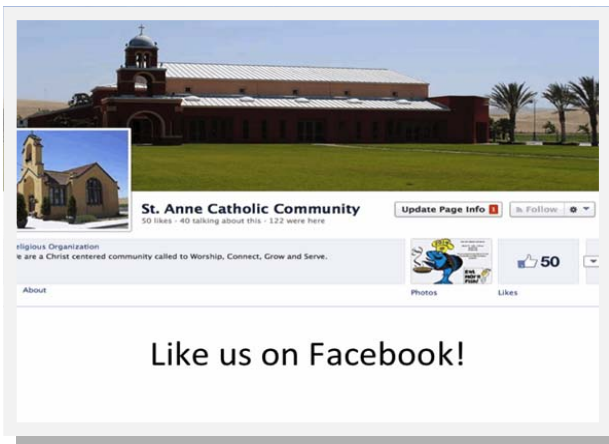 St. Anne Catholic Community
50 likes · 40 talking about this · 122 were here
Update Page Info 1
Follow
eligious Organization
e are a Christ centered community called to Worship, Connect, Grow and Serve.
About
50
Photos
Likes
Like us on Facebook!